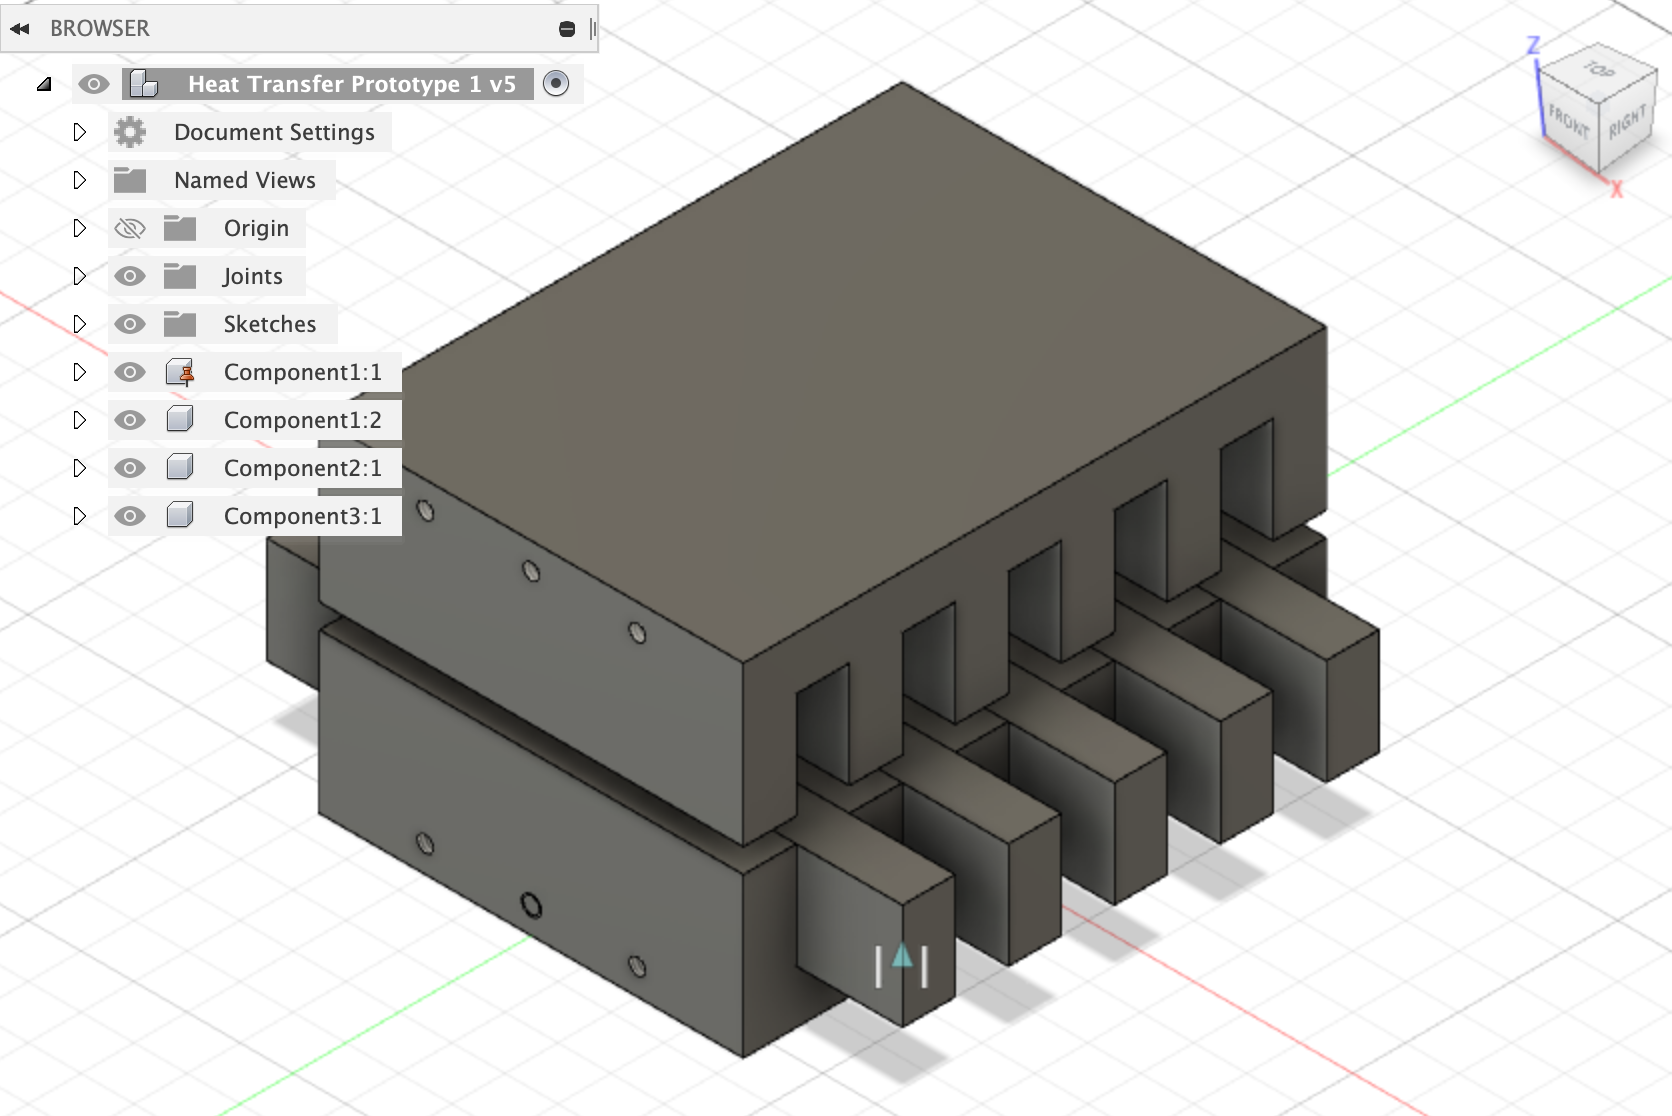 BROWSER
Heat Transfer Prototype 1 v5
Document Settings
Named Views
Origin
Joints
Sketches
Component1:1
Component1:2
Component2:1
Component3:1
Z
TOP
FRONT
RIGHT
X